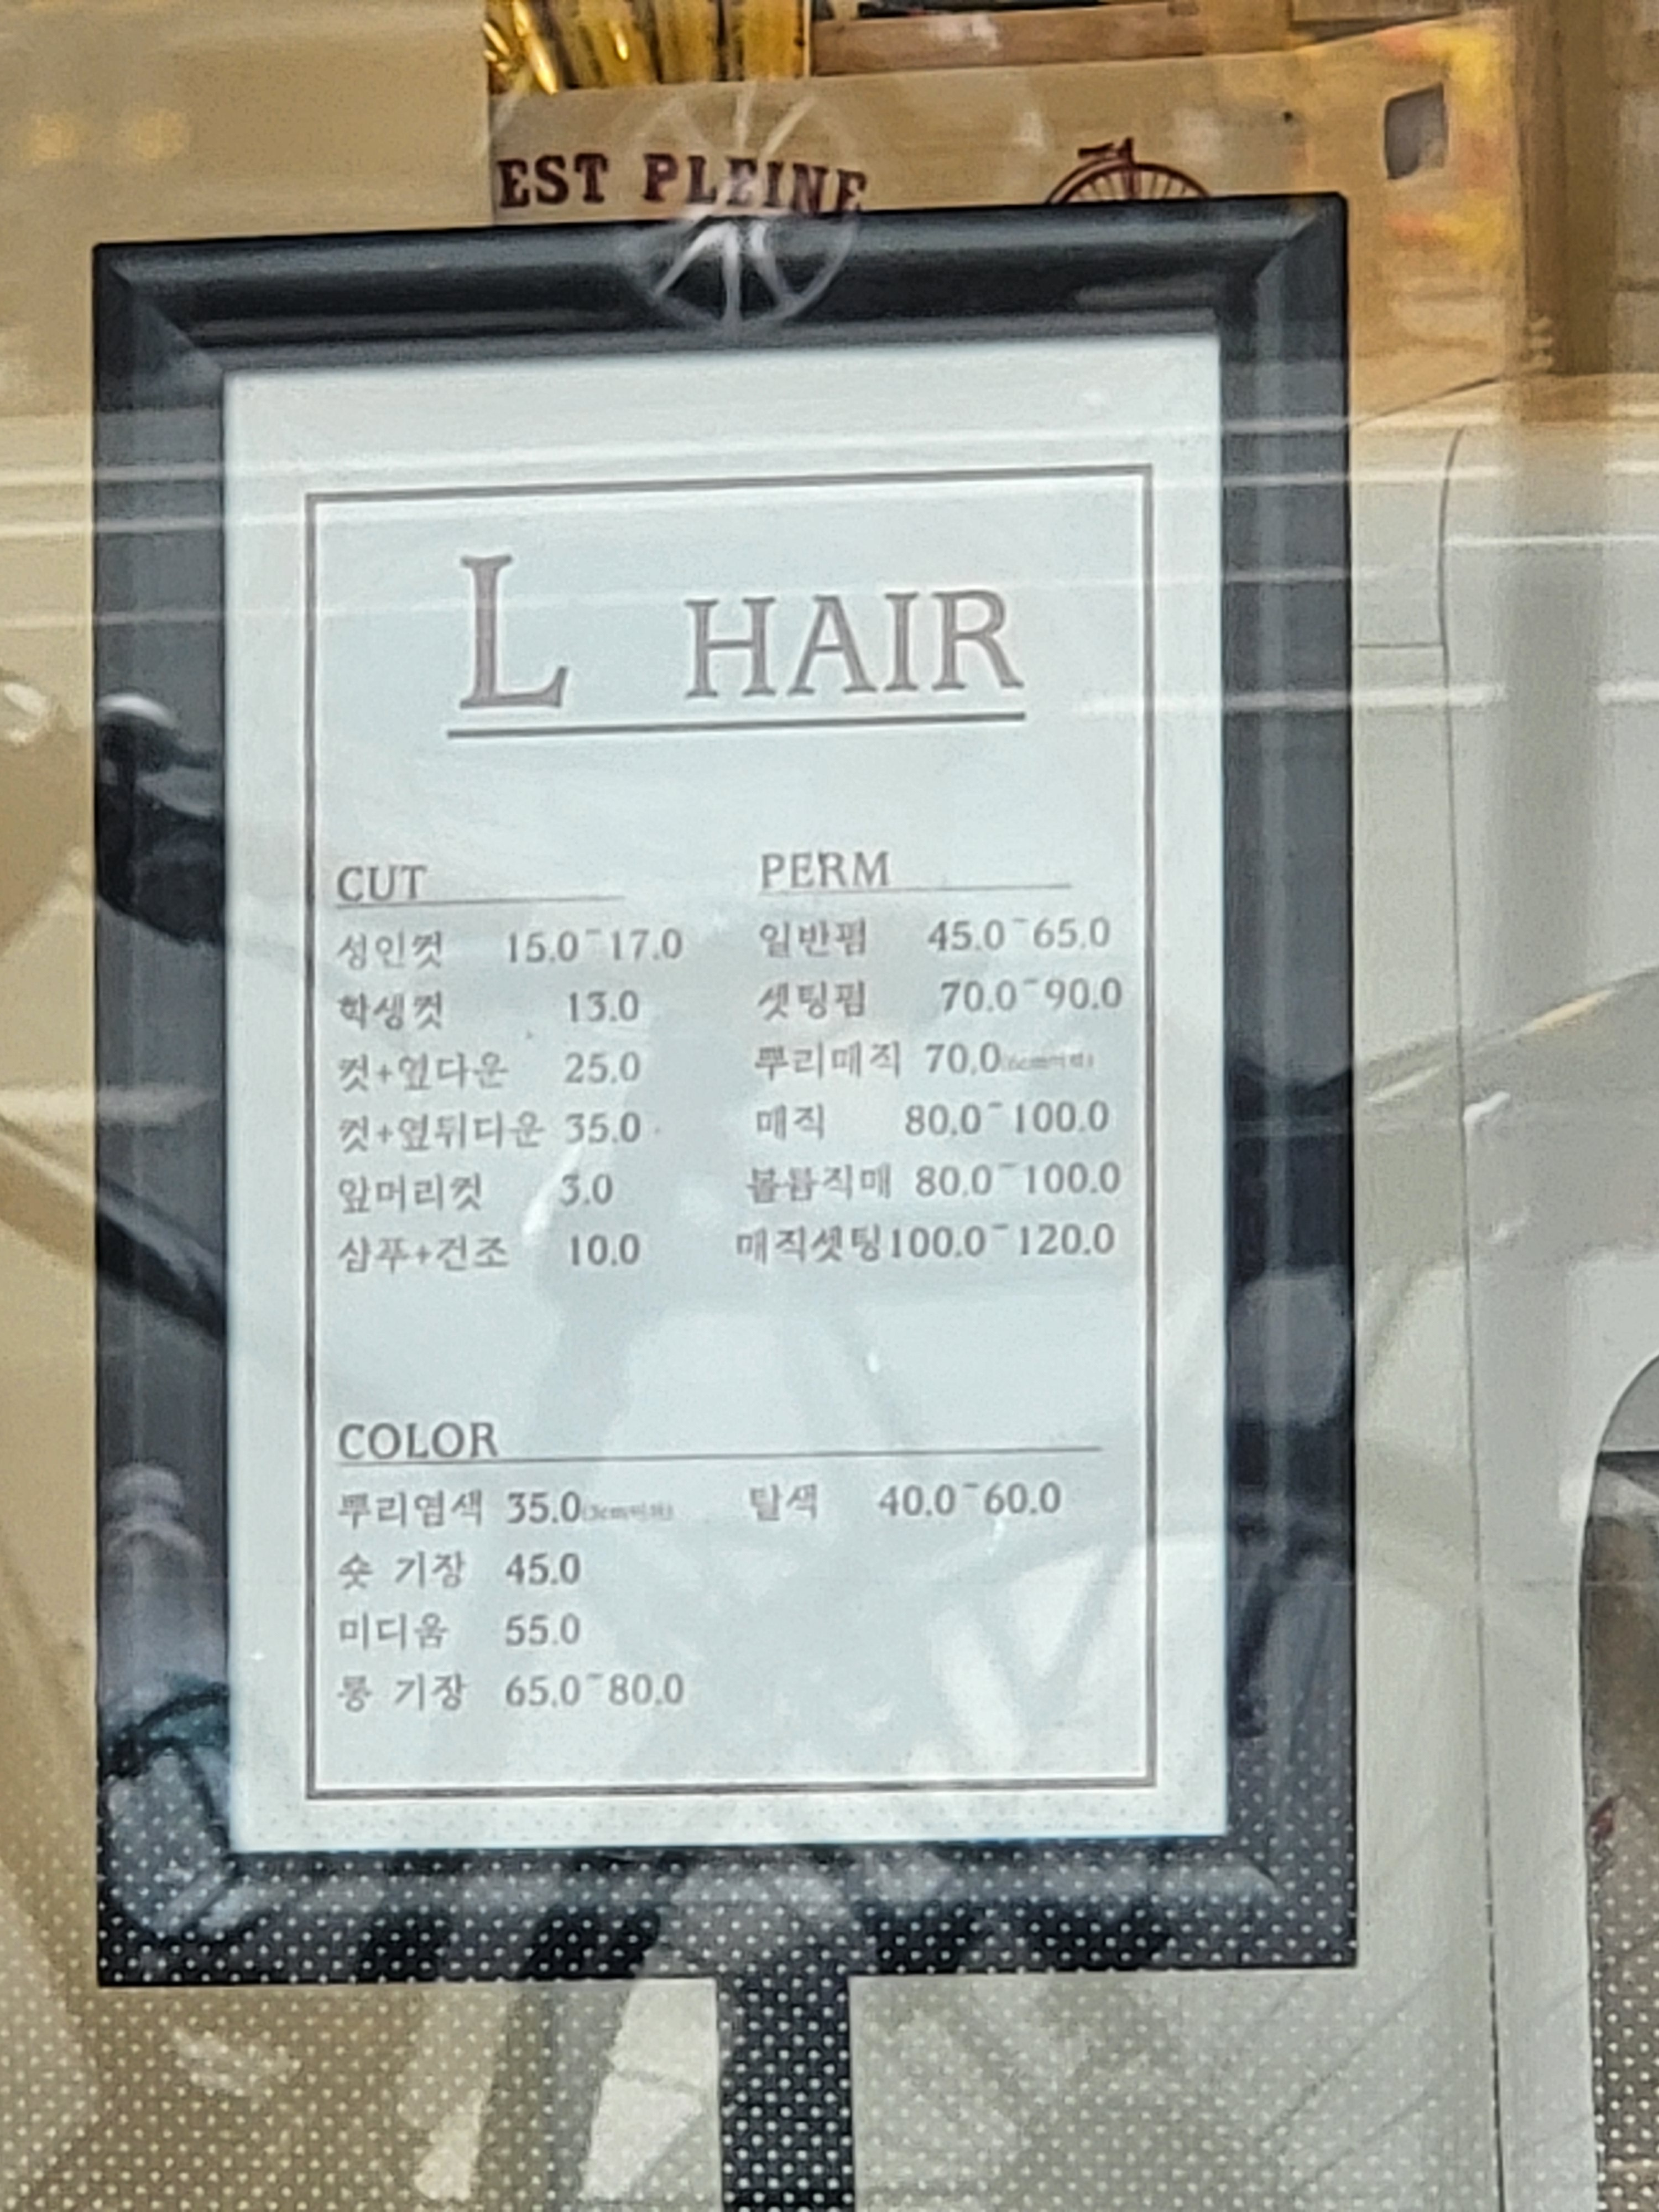 EST PLEINE
L HAIR
CUT
성인컷 15.0~17.0
학생컷 13.0
컷+옆다운 25.0
컷+옆뒤다운 35.0
앞머리컷 3.0
샴푸+건조 10.0
PERM
일반펌 45.0~65.0
셋팅펌 70.0~90.0
뿌리매직 70.0
매직 80.0~100.0
볼륨직매 80.0~100.0
매직셋팅 100.0~120.0
COLOR
뿌리염색 35.0 탈색 40.0~60.0
숏 기장 45.0
미디움 55.0
롱 기장 65.0~80.0